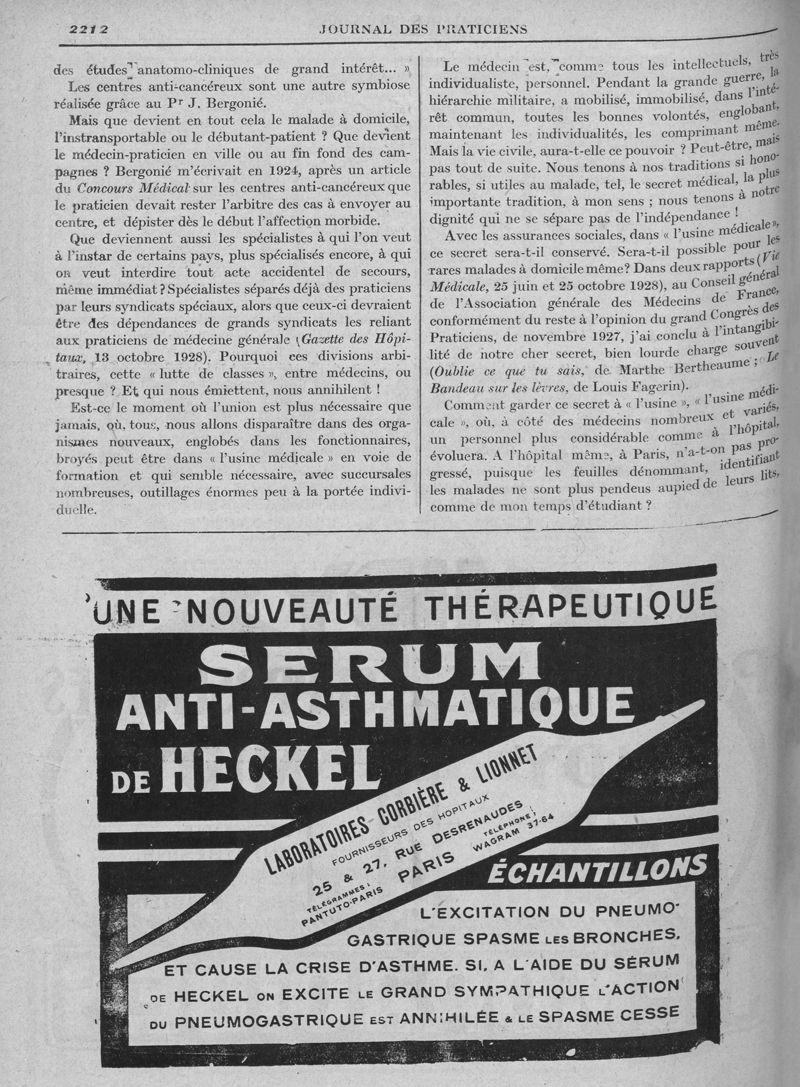 2212
JOURNAL DES PRATICIENS
des études anatomo-cliniques de grand intérêt... »
Les centres anti-cancéreux sont une autre symbiose
réalisée grâce au Pr J. Bergonié.
Mais que devient en tout cela le malade à domicile,
l'instransportable ou le débutant-patient ? Que devient
le médecin-praticien en ville ou au fin fond des cam-
pagnes ? Bergonié m'écrivait en 1924, après un article
du Concours Médical sur les centres anti-cancéreux que
le praticien devait rester l'arbitre des cas à envoyer au
centre, et dépister dès le début l'affection morbide.
Que deviennent aussi les spécialistes à qui l'on veut
à l'instar de certains pays, plus spécialisés encore, à qui
on veut interdire tout acte accidentel de secours,
même immédiat ? Spécialistes séparés déjà des praticiens
par leurs syndicats spéciaux, alors que ceux-ci devraient
être des dépendances de grands syndicats les reliant
aux praticiens de médecine générale (Gazette des Hôpi-
taux, 13 octobre 1928). Pourquoi ces divisions arbi-
traires, cette « lutte de classes », entre médecins, ou
presque ? Et qui nous émiettent, nous annihilent !
Est-ce le moment où l'union est plus nécessaire que
jamais, où, tous, nous allons disparaître dans des orga-
nismes nouveaux, englobés dans les fonctionnaires,
broyés peut être dans « l'usine médicale » en voie de
formation et qui semble nécessaire, avec succursales
nombreuses, outillages énormes peu à la portée indivi-
duelle.
Le médecin est, comme tous les intellectuels, très
individualiste, personnel. Pendant la grande guerre, la
hiérarchie militaire, a mobilisé, immobilisé, dans l'inté-
rêt commun, toutes les bonnes volontés, englobant,
maintenant les individualités, les comprimant même.
Mais la vie civile, aura-t-elle ce pouvoir ? Peut-être, mais
pas tout de suite. Nous tenons à nos traditions si hono-
rables, si utiles au malade, tel, le secret médical, la plus
importante tradition, à mon sens ; nous tenons à notre
dignité qui ne se sépare pas de l'indépendance !
Avec les assurances sociales, dans « l'usine médicale »,
ce secret sera-t-il conservé. Sera-t-il possible pour les
rares malades à domicile même? Dans deux rapports (Vie
Médicale, 25 juin et 25 octobre 1928), au Conseil général
de l'Association générale des Médecins de France,
conformément du reste à l'opinion du grand Congrès des
Praticiens, de novembre 1927, j'ai conclu à l'intangibi-
lité de notre cher secret, bien lourde charge souvent
(Oublie ce que tu sais, de Marthe Bertheaume ; Le
Bandeau sur les lèvres, de Louis Fagerin).
Comment garder ce secret à « l'usine », « l'usine médi-
cale », où, à côté des médecins nombreux et variés,
un personnel plus considérable comme à l'hôpital,
évoluera. A l'hôpital même, à Paris, n'a-t-on pas pro-
gressé, puisque les feuilles dénommant, identifiant
les malades ne sont plus pendeus aupied de leurs lits,
comme de mon temps d'étudiant ?
UNE NOUVEAUTÉ THÉRAPEUTIQUE
SERUM
ANTI-ASTHMATIQUE
DE HECKEL
LABORATOIRES CORBIÈRE & LIONNET
FOURNISSEURS DES HOPITAUX
25 & 27, RUE DESRENAUDES
TÉLÉGRAMMES :
PANTUTO-PARIS
PARIS
TÉLÉPHONE :
WAGRAM 37-64
ÉCHANTILLONS
L'EXCITATION DU PNEUMO-
GASTRIQUE SPASME LES BRONCHES,
ET CAUSE LA CRISE D'ASTHME. SI, A L'AIDE DU SÉRUM
DE HECKEL ON EXCITE LE GRAND SYMPATHIQUE L'ACTION
DU PNEUMOGASTRIQUE EST ANNIHILÉE & LE SPASME CESSE